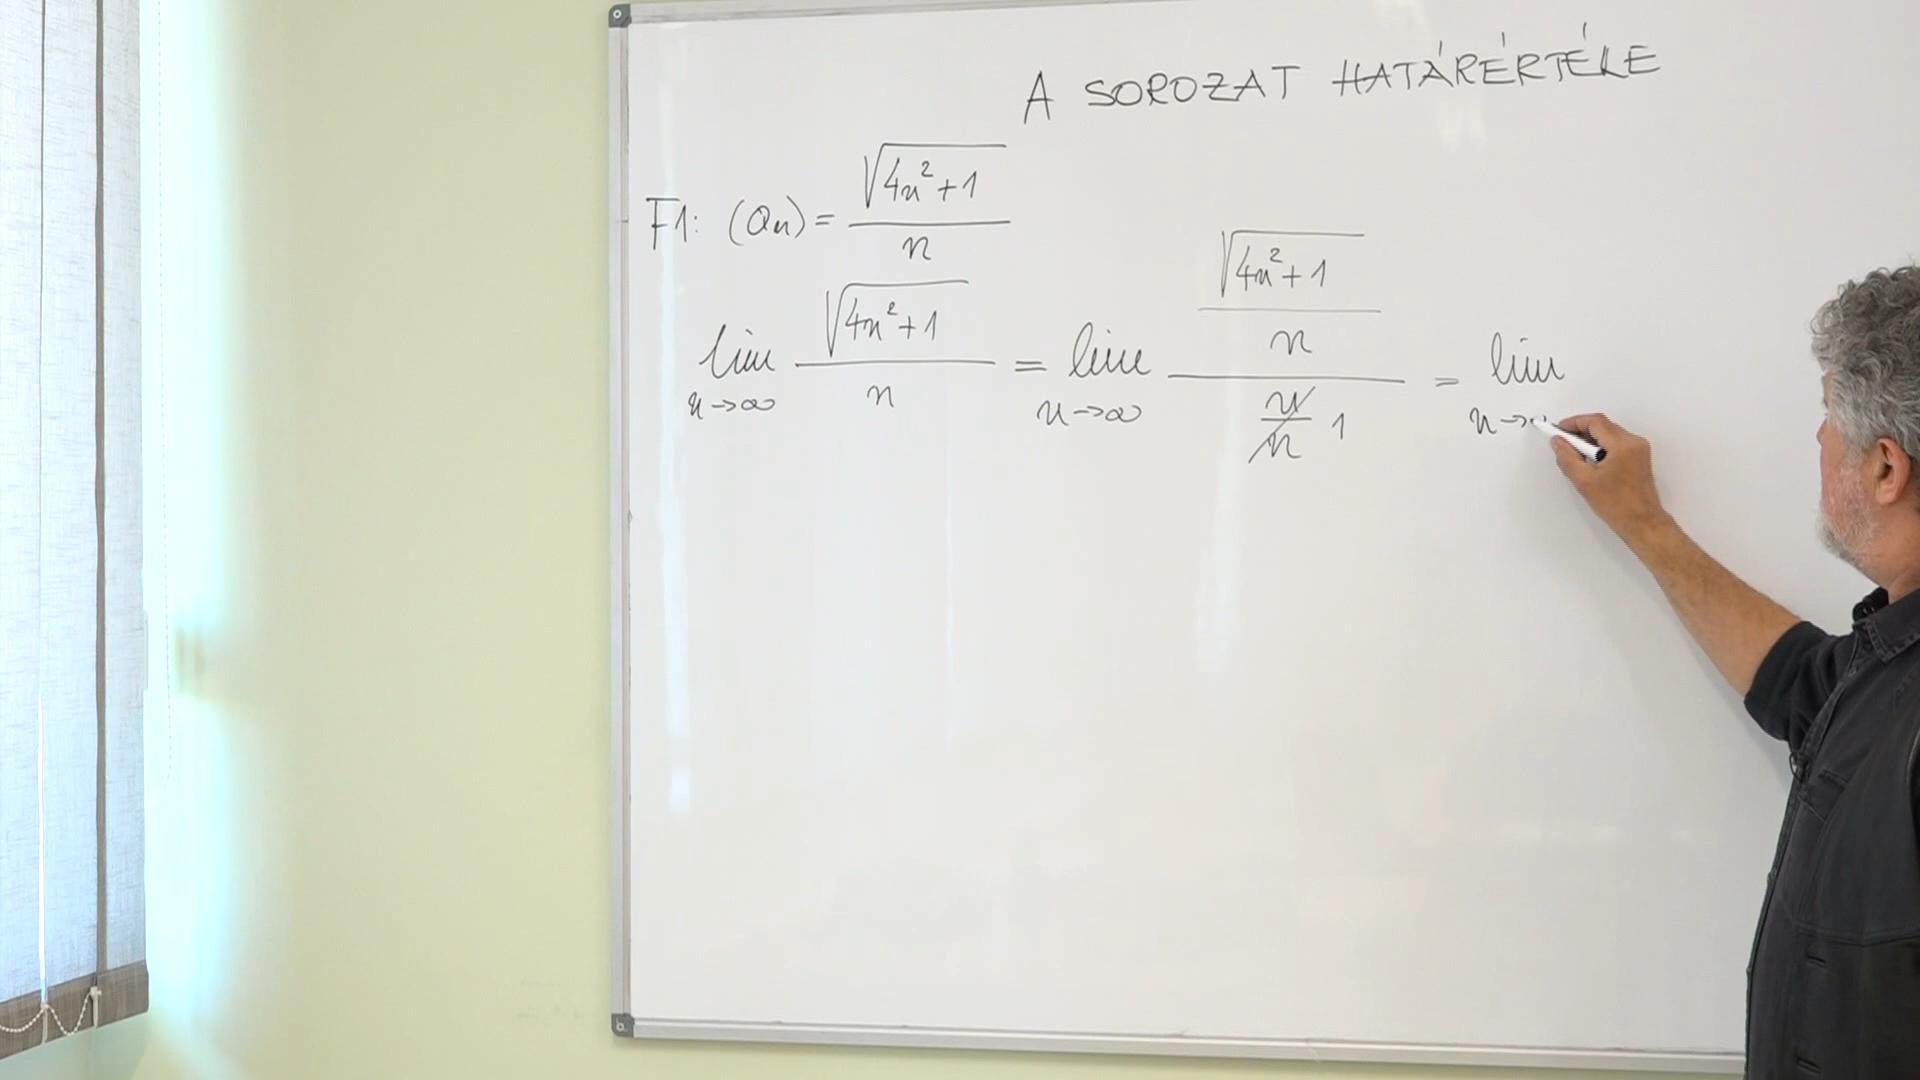 A SOROZAT HATÁRÉRTÉKE
F1: (an) = √(4n²+1) / n
lim n→∞ √(4n²+1) / n = lim n→∞ (√(4n²+1) / n) / (n/n 1) = lim n→